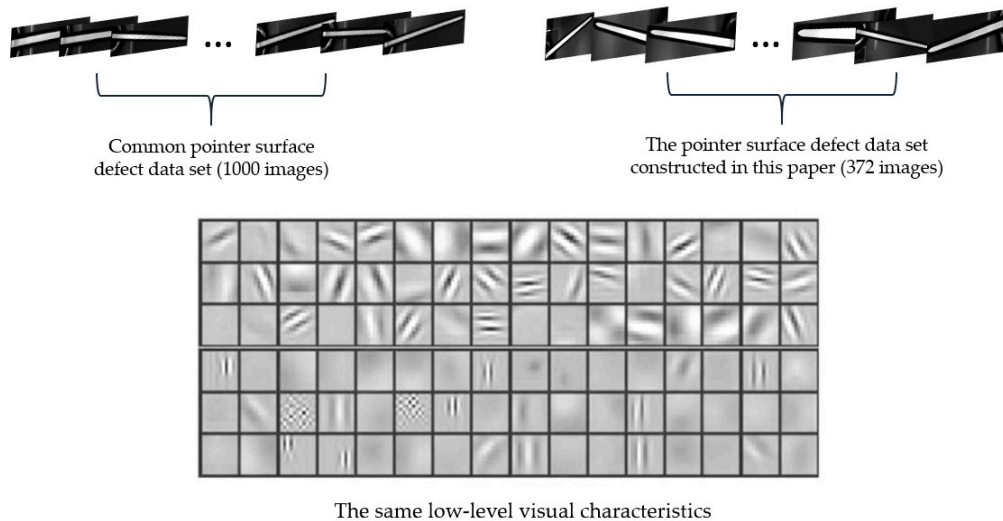 Common pointer surface
defect data set (1000 images)
The pointer surface defect data set
constructed in this paper (372 images)
The same low-level visual characteristics